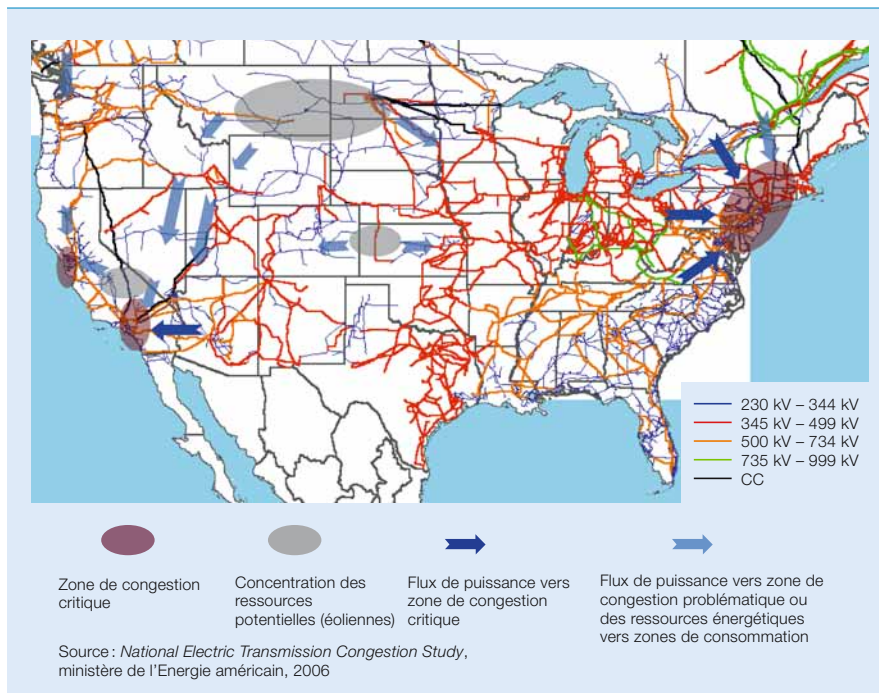 230 kV – 344 kV
345 kV – 499 kV
500 kV – 734 kV
735 kV – 999 kV
CC
Zone de congestion
critique
Concentration des
ressources
potentielles (éoliennes)
Flux de puissance vers
zone de congestion
critique
Flux de puissance vers zone de
congestion problématique ou
des ressources énergétiques
vers zones de consommation
Source : National Electric Transmission Congestion Study,
ministère de l’Energie américain, 2006